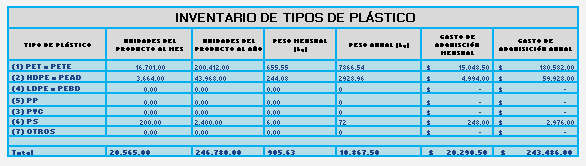 INVENTARIO DE TIPOS DE PLÁSTICO
TIPO DE PLÁSTICO UNIDADES DEL PRODUCTO AL MES UNIDADES DEL PRODUCTO AL AÑO PESO MENSUAL (kg) PESO ANUAL (kg) GASTO DE ADQUISICIÓN MENSUAL GASTO DE ADQUISICIÓN ANUAL
(1) PET = PETE 16,701.00 200,412.00 655.55 7866.54 $ 15,048.50 $ 180,582.00
(2) HDPE = PEAD 3,664.00 43,968.00 244.08 2928.96 $ 4,994.00 $ 59,928.00
(4) LDPE = PEBD 0.00 0.00 0 0 $ - $ -
(5) PP 0.00 0.00 0 0 $ - $ -
(3) PVC 0.00 0.00 0 0 $ - $ -
(6) PS 200.00 2,400.00 6.00 72 $ 248.00 $ 2,976.00
(7) OTROS 0.00 0.00 0 0 $ - $ -
Total 20,565.00 246,780.00 905.63 10,867.50 $ 20,290.50 $ 243,486.00